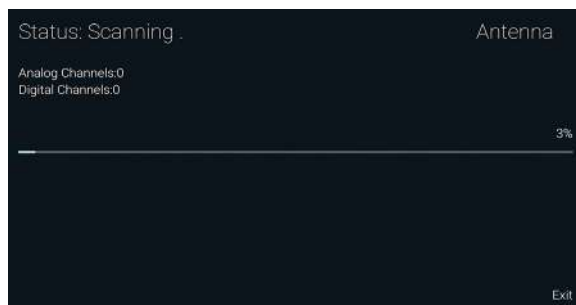 Status: Scanning .
Antenna
Analog Channels:0
Digital Channels:0
3%
Exit